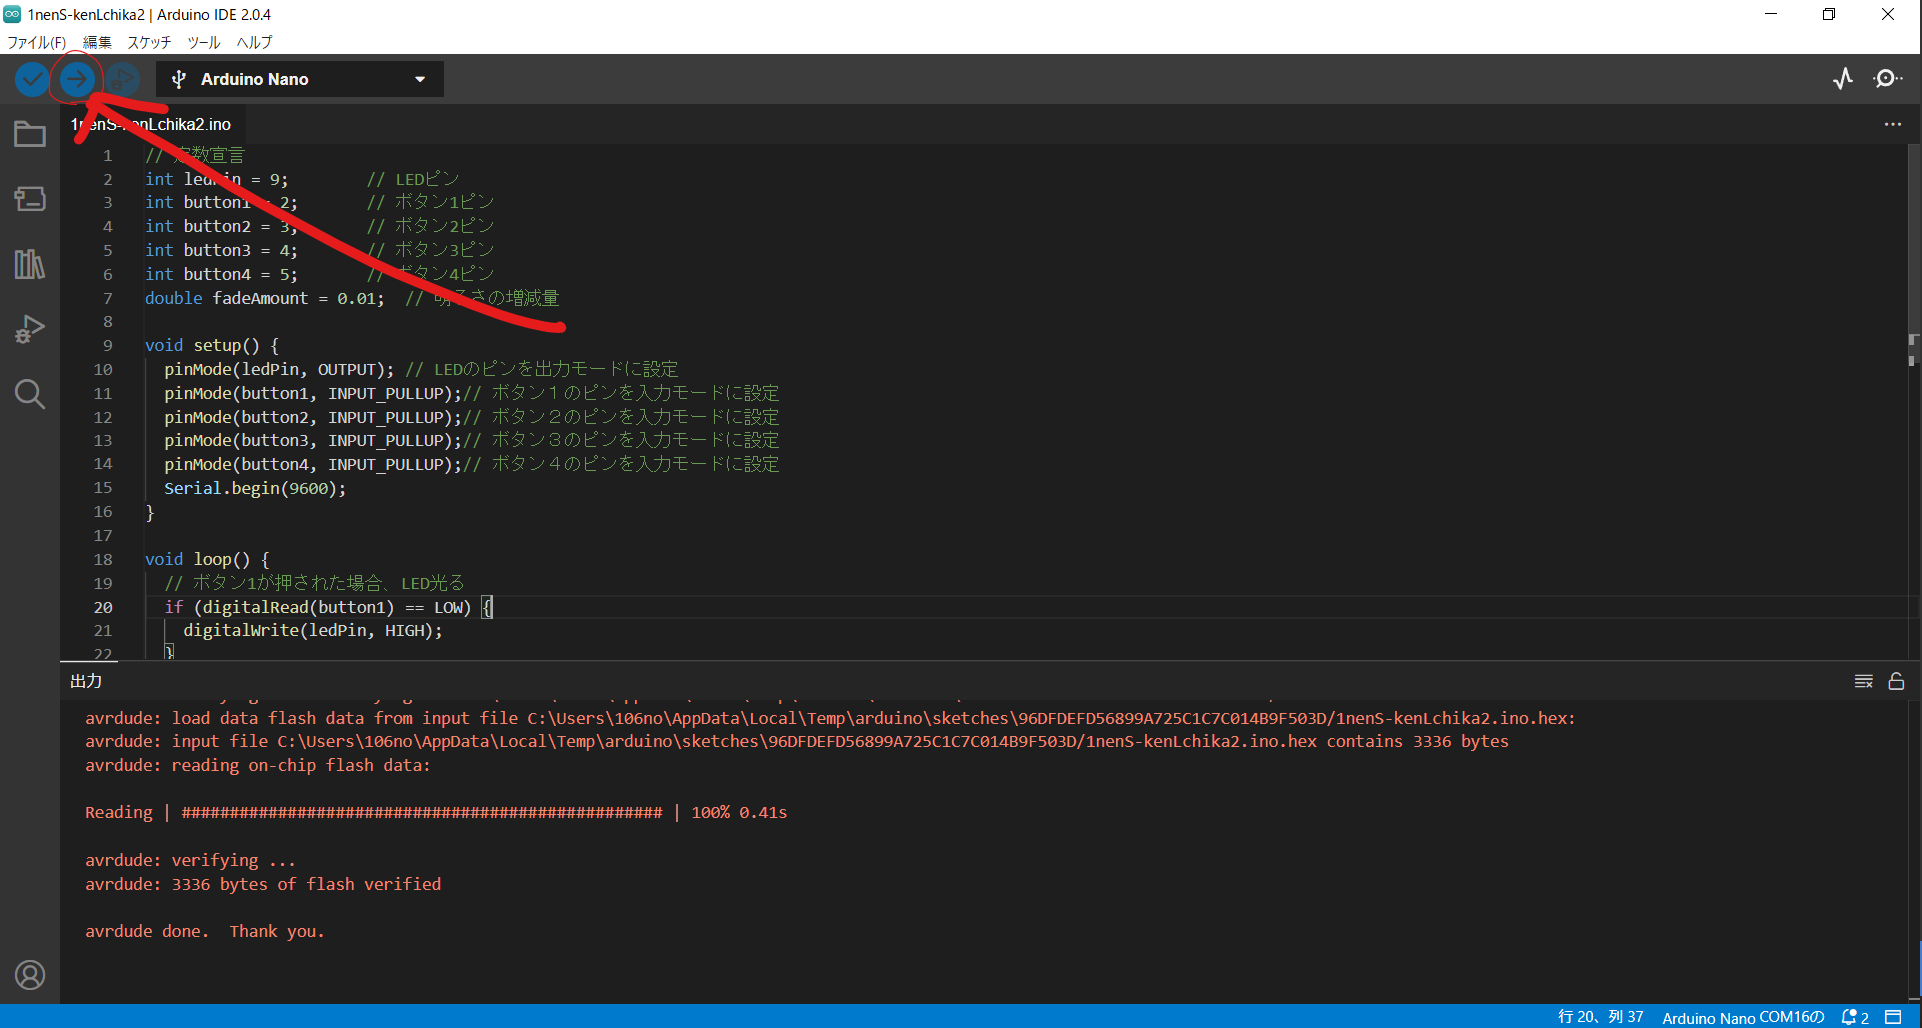 1nenS-kenLchika2 | Arduino IDE 2.0.4
ファイル(F) 編集 スケッチ ツール ヘルプ
Arduino Nano
1nenS-kenLchika2.ino
1 // 定数宣言
2 int ledPin = 9; // LEDピン
3 int button1 = 2; // ボタン1ピン
4 int button2 = 3; // ボタン2ピン
5 int button3 = 4; // ボタン3ピン
6 int button4 = 5; // ボタン4ピン
7 double fadeAmount = 0.01; // 明るさの増減量
8
9 void setup() {
10 pinMode(ledPin, OUTPUT); // LEDのピンを出力モードに設定
11 pinMode(button1, INPUT_PULLUP);// ボタン１のピンを入力モードに設定
12 pinMode(button2, INPUT_PULLUP);// ボタン２のピンを入力モードに設定
13 pinMode(button3, INPUT_PULLUP);// ボタン３のピンを入力モードに設定
14 pinMode(button4, INPUT_PULLUP);// ボタン４のピンを入力モードに設定
15 Serial.begin(9600);
16 }
17
18 void loop() {
19 // ボタン1が押された場合、LED光る
20 if (digitalRead(button1) == LOW) {
21 digitalWrite(ledPin, HIGH);
22 }
出力
avrdude: load data flash data from input file C:\Users\106no\AppData\Local\Temp\arduino\sketches\96DFDEFD56899A725C1C7C014B9F503D/1nenS-kenLchika2.ino.hex:
avrdude: input file C:\Users\106no\AppData\Local\Temp\arduino\sketches\96DFDEFD56899A725C1C7C014B9F503D/1nenS-kenLchika2.ino.hex contains 3336 bytes
avrdude: reading on-chip flash data:
Reading | ################################################## | 100% 0.41s
avrdude: verifying ...
avrdude: 3336 bytes of flash verified
avrdude done.  Thank you.
行 20、列 37 Arduino Nano COM16の 2